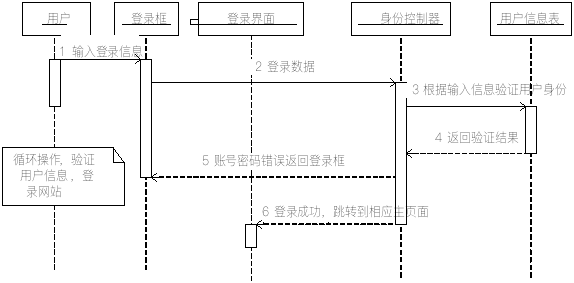 用户
登录框
登录界面
身份控制器
用户信息表
1 输入登录信息
2 登录数据
3 根据输入信息验证用户身份
4 返回验证结果
5 账号密码错误返回登录框
6 登录成功，跳转到相应主页面
循环操作，验证
用户信息，登
录网站